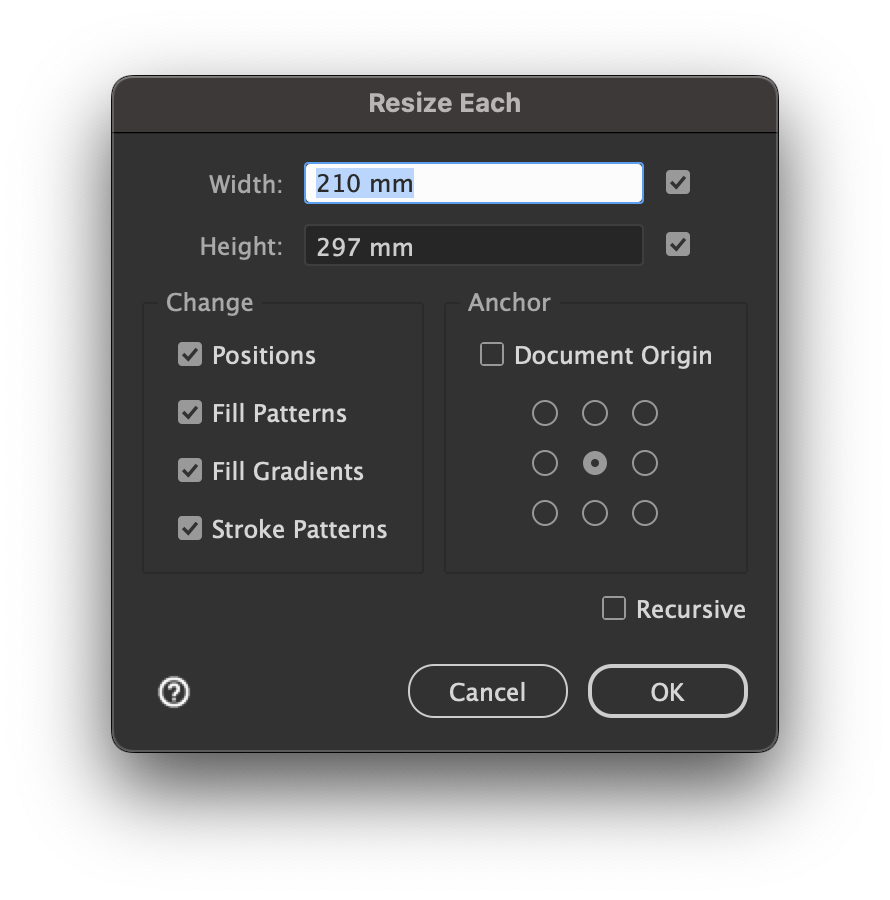 Resize Each
Width: 210 mm
Height: 297 mm
Change
Positions
Fill Patterns
Fill Gradients
Stroke Patterns
Anchor
Document Origin
Recursive
?
Cancel
OK